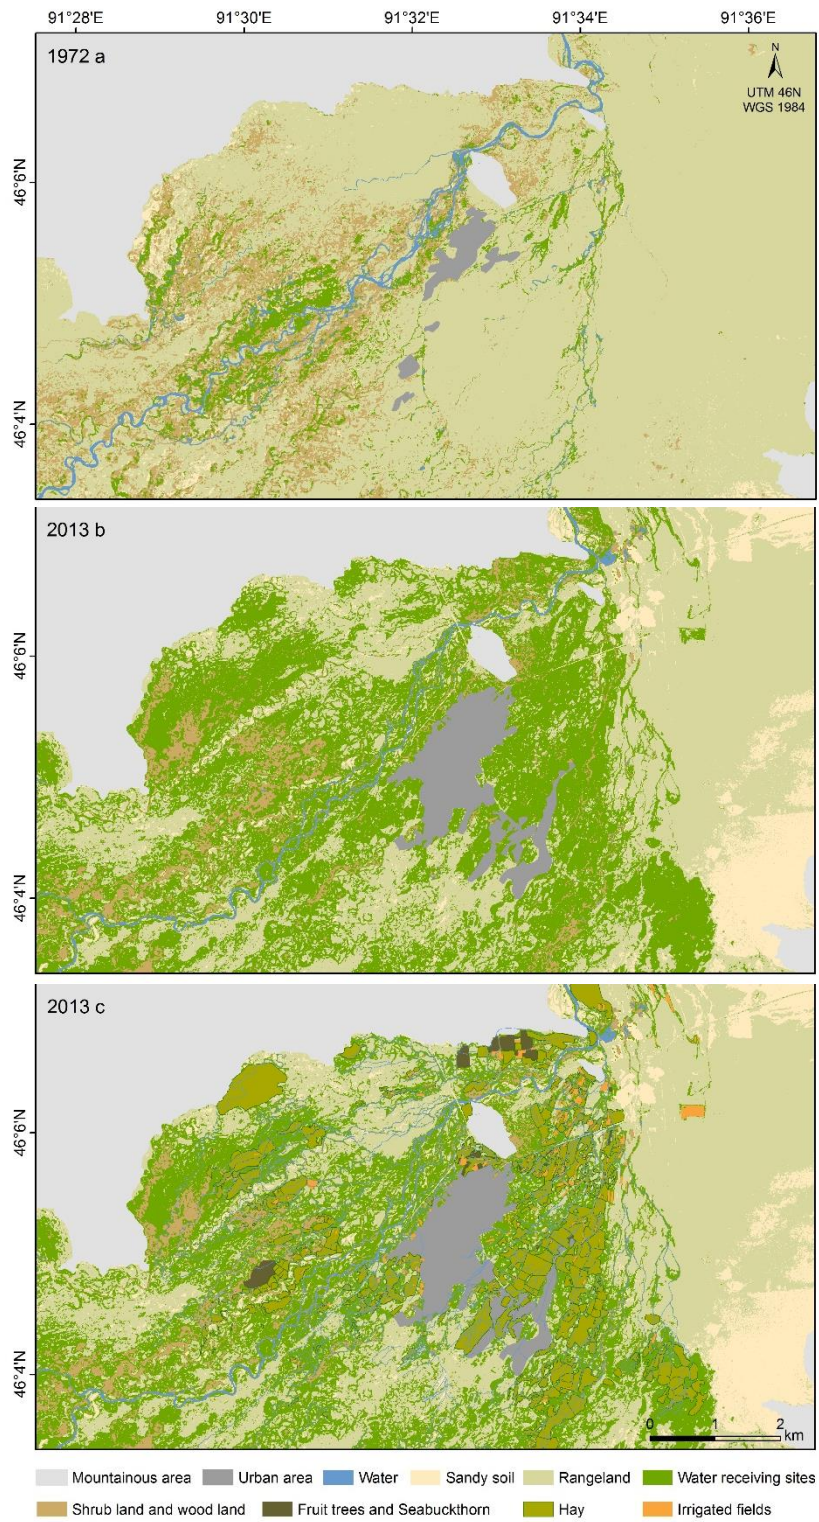 91°28'E 91°30'E 91°32'E 91°34'E 91°36'E
1972 a
N
UTM 46N
WGS 1984
46°6'N
46°4'N
2013 b
46°6'N
46°4'N
2013 c
46°6'N
46°4'N
0 1 2
km
Mountainous area Urban area Water Sandy soil Rangeland Water receiving sites
Shrub land and wood land Fruit trees and Seabuckthorn Hay Irrigated fields